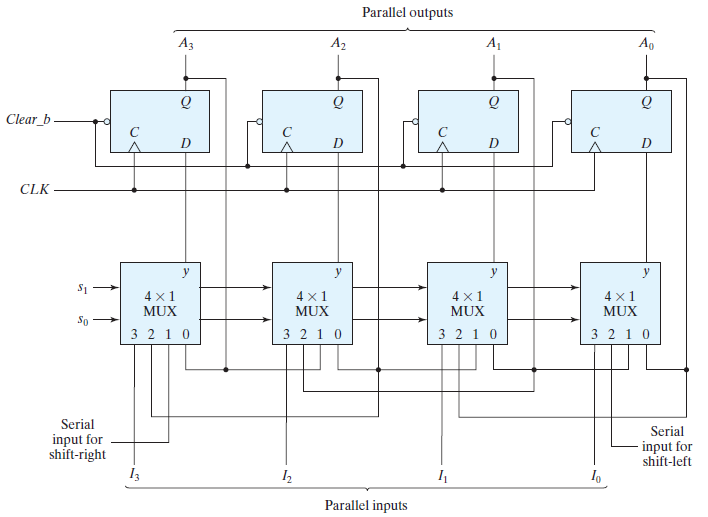 Parallel outputs
A3 A2 A1 A0
Q Q Q Q
Clear_b
C C C C
D D D D
CLK
y y y y
s1
4 × 1 4 × 1 4 × 1 4 × 1
MUX MUX MUX MUX
s0
3 2 1 0 3 2 1 0 3 2 1 0 3 2 1 0
Serial
input for
shift-right
Serial
input for
shift-left
I3 I2 I1 I0
Parallel inputs